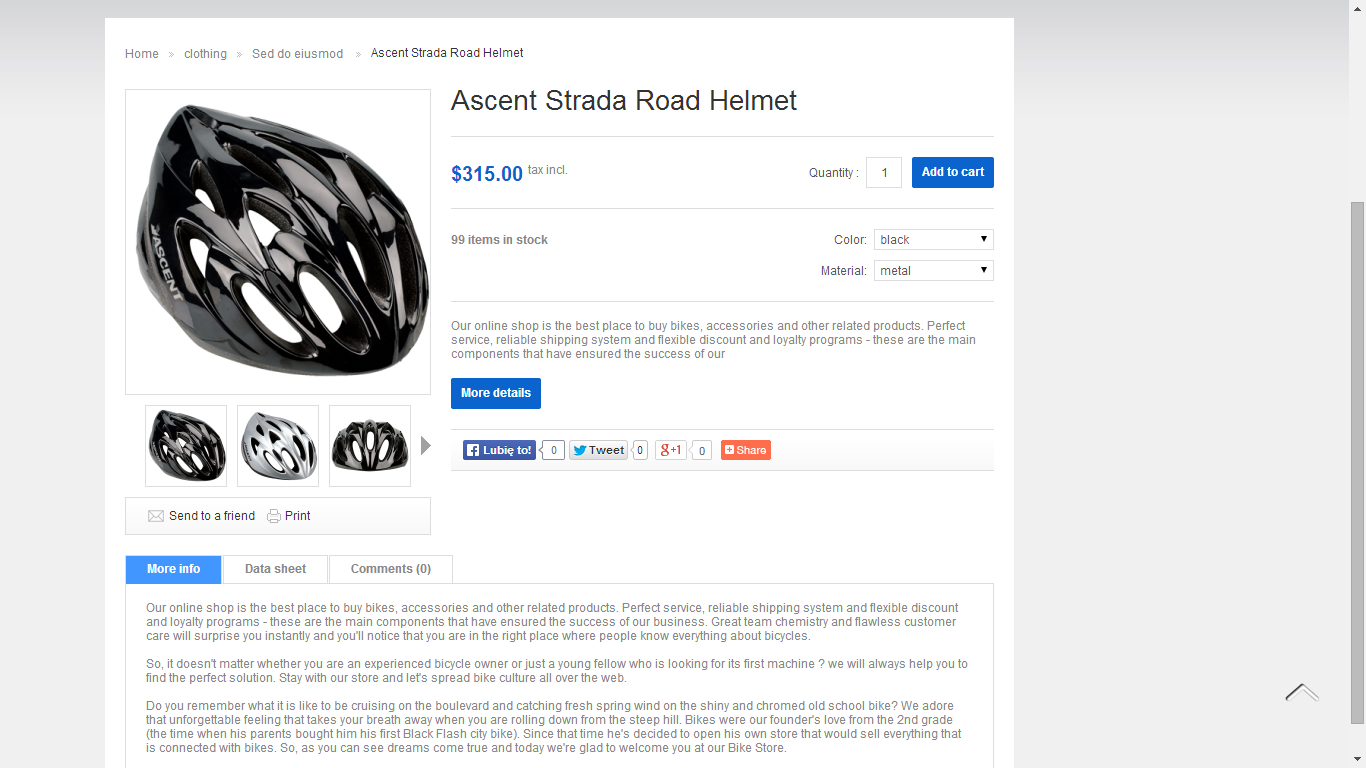 Home » clothing » Sed do eiusmod » Ascent Strada Road Helmet
Ascent Strada Road Helmet
$315.00 tax incl.
Quantity : 1 Add to cart
99 items in stock
Color: black
Material: metal
Our online shop is the best place to buy bikes, accessories and other related products. Perfect
service, reliable shipping system and flexible discount and loyalty programs - these are the main
components that have ensured the success of our
More details
Lubię to! 0 Tweet 0 g+1 0 Share
ASCENT
Send to a friend Print
More info Data sheet Comments (0)
Our online shop is the best place to buy bikes, accessories and other related products. Perfect service, reliable shipping system and flexible discount
and loyalty programs - these are the main components that have ensured the success of our business. Great team chemistry and flawless customer
care will surprise you instantly and you'll notice that you are in the right place where people know everything about bicycles.
So, it doesn't matter whether you are an experienced bicycle owner or just a young fellow who is looking for its first machine ? we will always help you to
find the perfect solution. Stay with our store and let's spread bike culture all over the web.
Do you remember what it is like to be cruising on the boulevard and catching fresh spring wind on the shiny and chromed old school bike? We adore
that unforgettable feeling that takes your breath away when you are rolling down from the steep hill. Bikes were our founder's love from the 2nd grade
(the time when his parents bought him his first Black Flash city bike). Since that time he's decided to open his own store that would sell everything that
is connected with bikes. So, as you can see dreams come true and today we're glad to welcome you at our Bike Store.